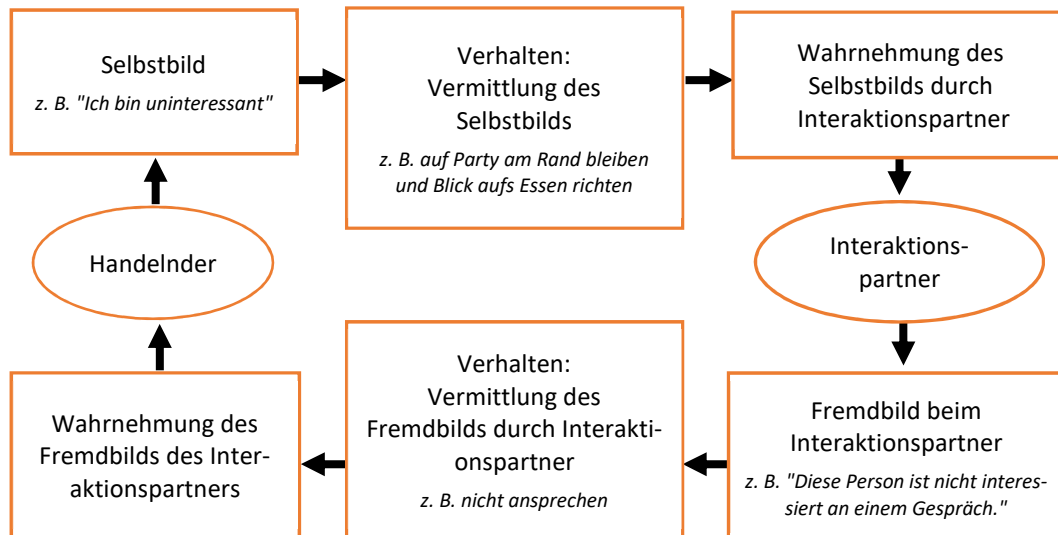 Selbstbild
z. B. "Ich bin uninteressant"
Verhalten:
Vermittlung des
Selbstbilds
z. B. auf Party am Rand bleiben
und Blick aufs Essen richten
Wahrnehmung des
Selbstbilds durch
Interaktionspartner
Handelnder
Interaktions-
partner
Wahrnehmung des
Fremdbilds des Inter-
aktionspartners
Verhalten:
Vermittlung des
Fremdbilds durch Interakti-
onspartner
z. B. nicht ansprechen
Fremdbild beim
Interaktionspartner
z. B. "Diese Person ist nicht interes-
siert an einem Gespräch."